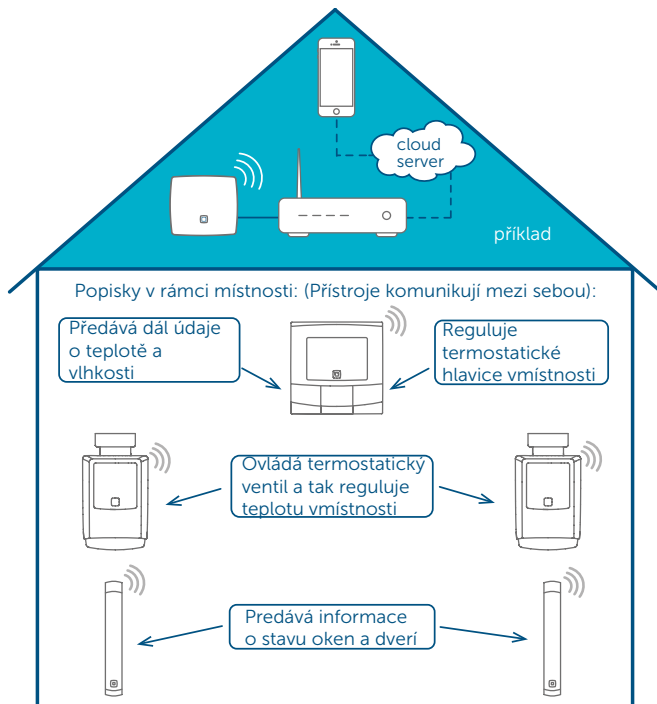 cloud
server
příklad
Popisky v rámci místnosti: (Přístroje komunikují mezi sebou):
Předává dál údaje
o teplotě a
vlhkosti
Reguluje
termostatické
hlavice vmístnosti
Ovládá termostatický
ventil a tak reguluje
teplotu vmístnosti
Predává informace
o stavu oken a dverí